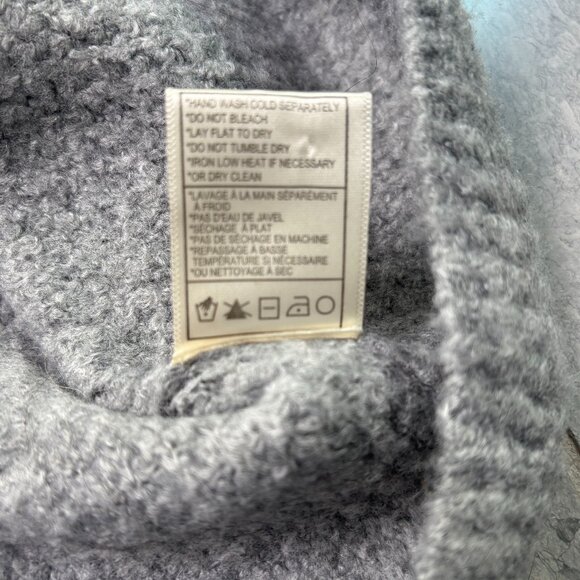 *HAND WASH COLD SEPARATELY
*DO NOT BLEACH
*LAY FLAT TO DRY
*DO NOT TUMBLE DRY
*IRON LOW HEAT IF NECESSARY
*OR DRY CLEAN
*LAVAGE À LA MAIN SÉPARÉMENT
À FROID
*PAS D'EAU DE JAVEL
*SÉCHAGE À PLAT
*PAS DE SÉCHAGE EN MACHINE
*REPASSAGE À BASSE
TEMPÉRATURE SI NÉCESSAIRE
*OU NETTOYAGE À SEC